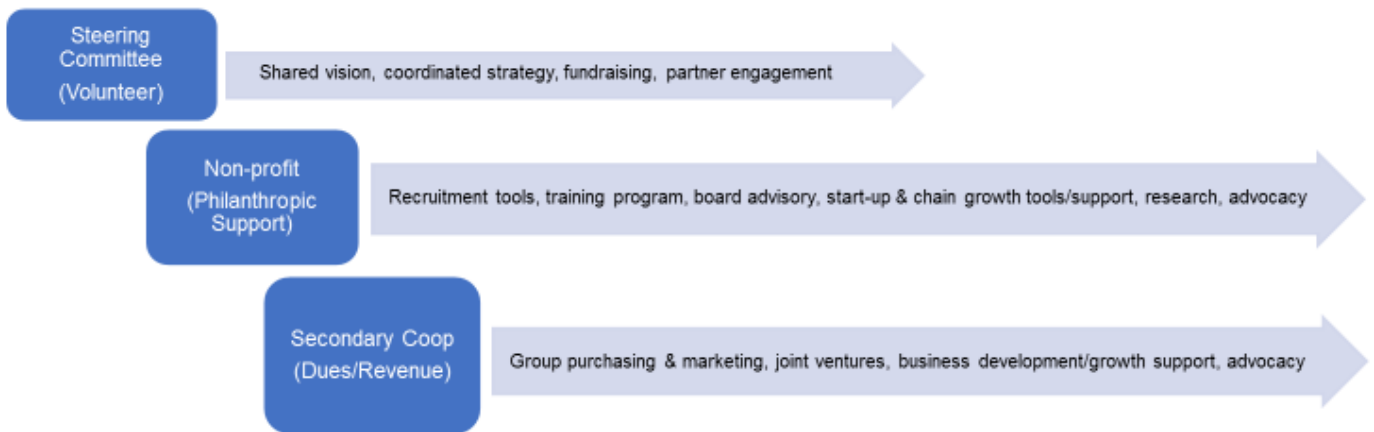 Steering
Committee
(Volunteer)
Shared vision, coordinated strategy, fundraising, partner engagement
Non-profit
(Philanthropic
Support)
Recruitment tools, training program, board advisory, start-up & chain growth tools/support, research, advocacy
Secondary Coop
(Dues/Revenue)
Group purchasing & marketing, joint ventures, business development/growth support, advocacy